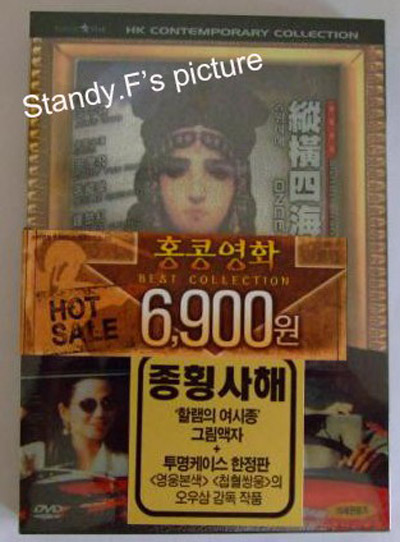 HK CONTEMPORARY COLLECTION
Standy.F's picture
縱橫四海
홍콩영화
BEST COLLECTION
HOT
SALE
6,900원
종횡사해
'할램의 여시종'
그림액자
+
투명케이스 한정판
<영웅본색> <첩혈쌍웅>의
오우삼 감독 작품
DVD